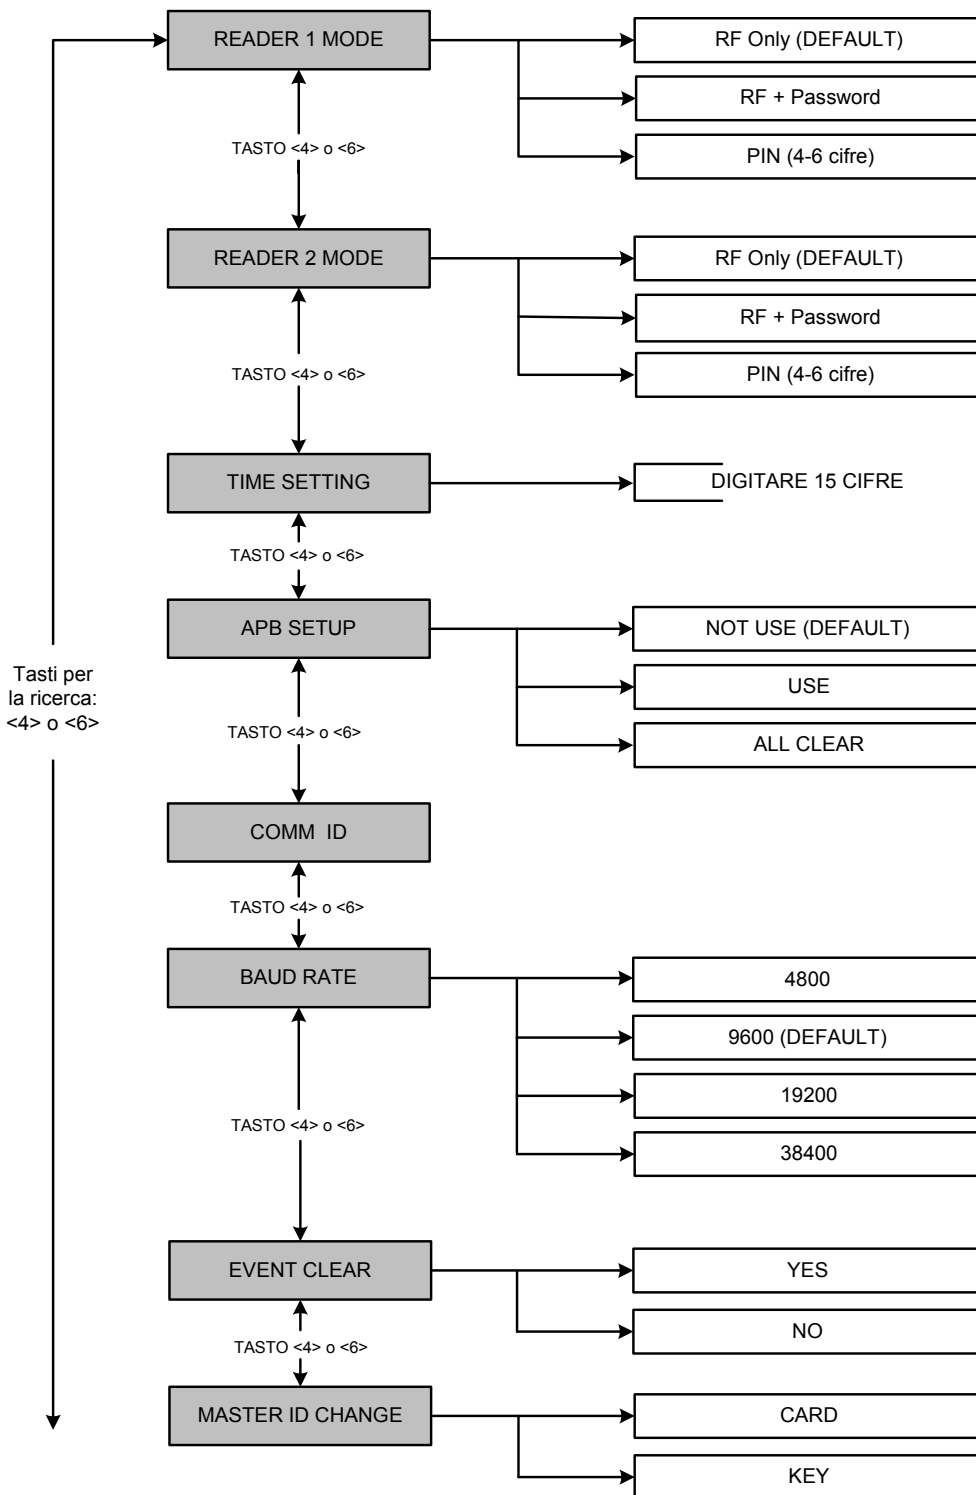 READER 1 MODE
RF Only (DEFAULT)
RF + Password
PIN (4-6 cifre)
TASTO <4> o <6>
READER 2 MODE
RF Only (DEFAULT)
RF + Password
PIN (4-6 cifre)
TASTO <4> o <6>
TIME SETTING
DIGITARE 15 CIFRE
TASTO <4> o <6>
APB SETUP
NOT USE (DEFAULT)
USE
ALL CLEAR
Tasti per
la ricerca:
<4> o <6>
TASTO <4> o <6>
COMM ID
TASTO <4> o <6>
BAUD RATE
4800
9600 (DEFAULT)
19200
38400
TASTO <4> o <6>
EVENT CLEAR
YES
NO
TASTO <4> o <6>
MASTER ID CHANGE
CARD
KEY